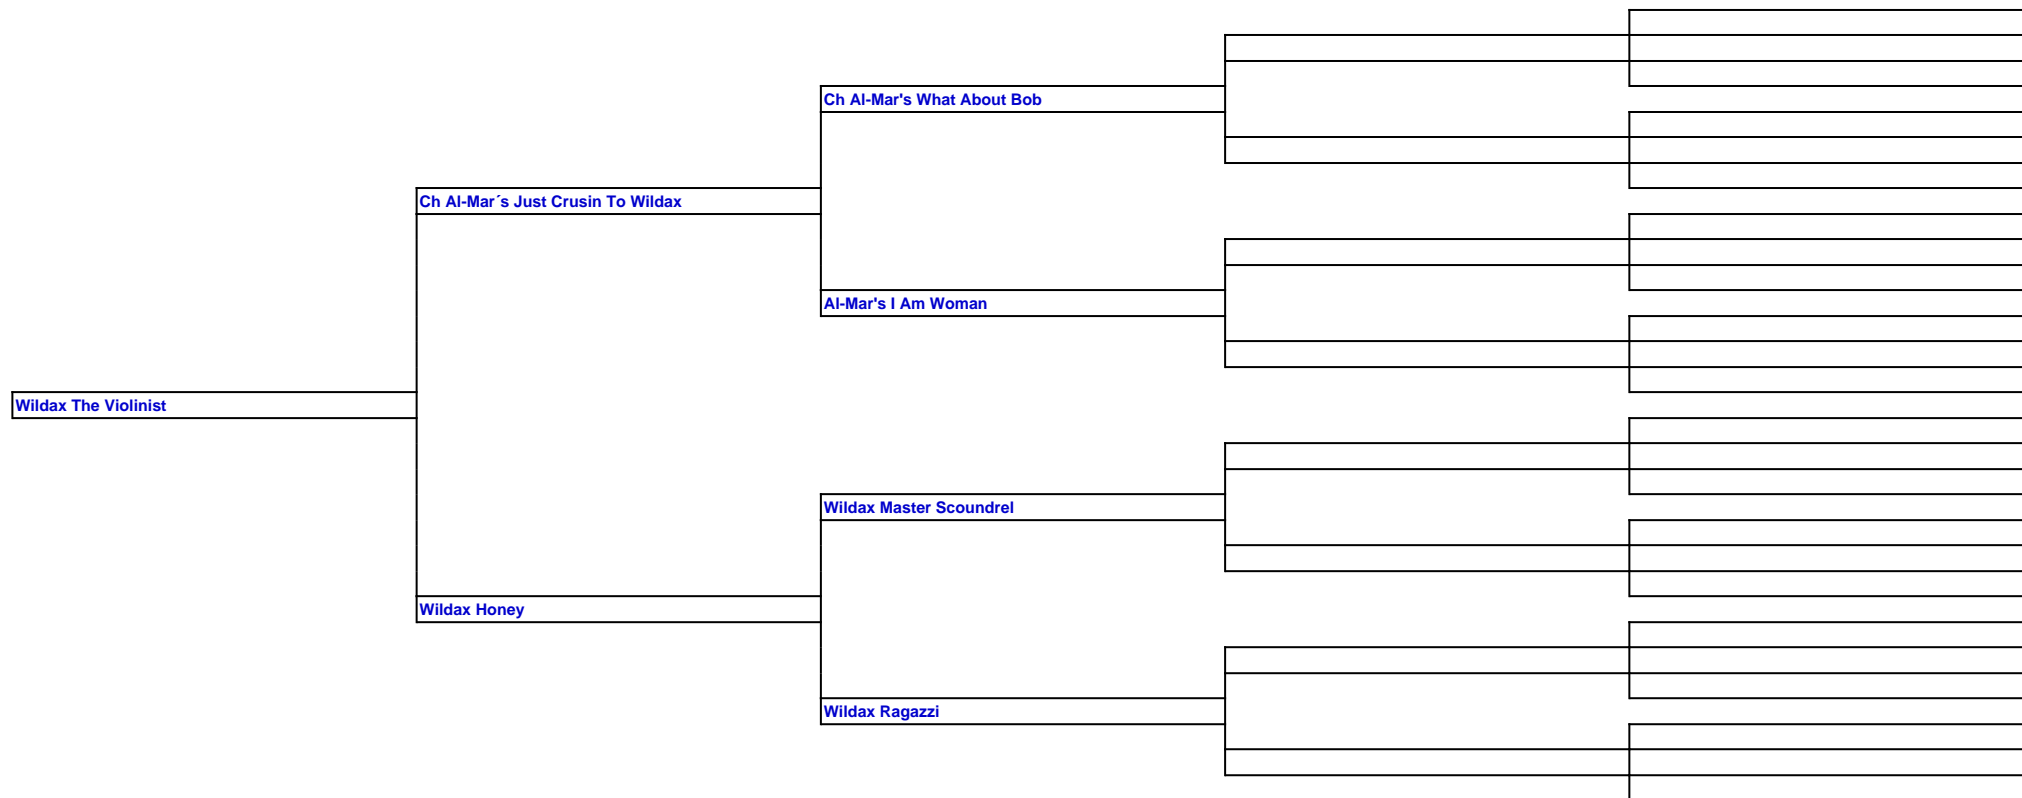 Ch Al-Mar's What About Bob
Ch Al-Mar´s Just Crusin To Wildax
Al-Mar's I Am Woman
Wildax The Violinist
Wildax Master Scoundrel
Wildax Honey
Wildax Ragazzi